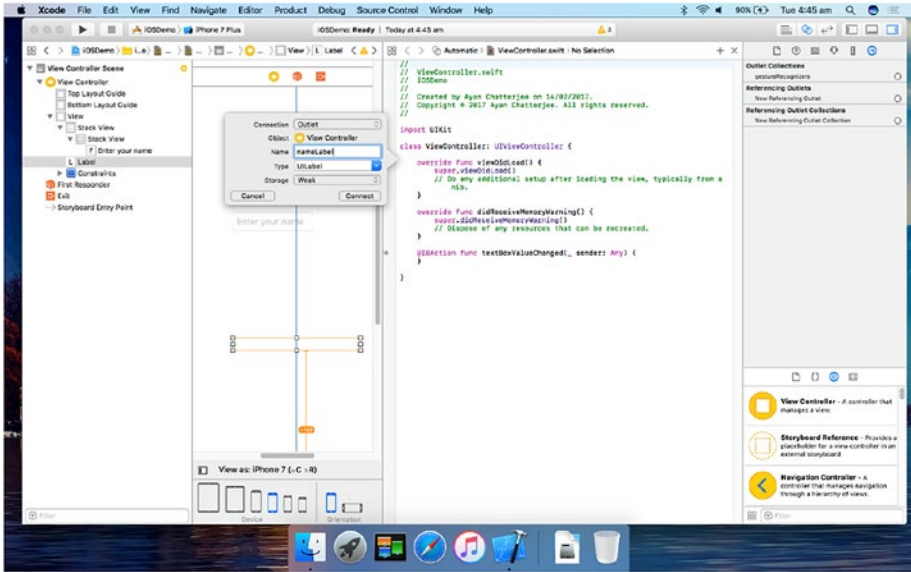 Xcode File Edit View Find Navigate Editor Product Debug Source Control Window Help 90% Tue 4:45 am
iOSDemo iPhone 7 Plus iOSDemo: Ready | Today at 4:45 am 3
iOSDemo View L Label Automatic ViewController.swift No Selection
View Controller Scene
View Controller
Top Layout Guide
Bottom Layout Guide
View
Stack View
Stack View
F Enter your name
L Label
Constraints
First Responder
Exit
Storyboard Entry Point
Filter
Connection Outlet
Object View Controller
Name nameLabel
Type UILabel
Storage Weak
Cancel Connect
Enter your name
View as: iPhone 7 (wC hR)
Device Orientation
//
// ViewController.swift
// iOSDemo
//
// Created by Ayan Chatterjee on 14/02/2017.
// Copyright © 2017 Ayan Chatterjee. All rights reserved.
//
import UIKit
class ViewController: UIViewController {
override func viewDidLoad() {
super.viewDidLoad()
// Do any additional setup after loading the view, typically from a
nib.
}
override func didReceiveMemoryWarning() {
super.didReceiveMemoryWarning()
// Dispose of any resources that can be recreated.
}
@IBAction func textBoxValueChanged(_ sender: Any) {
}
}
Outlet Collections
gestureRecognizers
Referencing Outlets
New Referencing Outlet
Referencing Outlet Collections
New Referencing Outlet Collection
View Controller - A controller that
manages a view.
Storyboard Reference - Provides a
placeholder for a view controller in an
external storyboard.
Navigation Controller - A
controller that manages navigation
through a hierarchy of views.
Filter